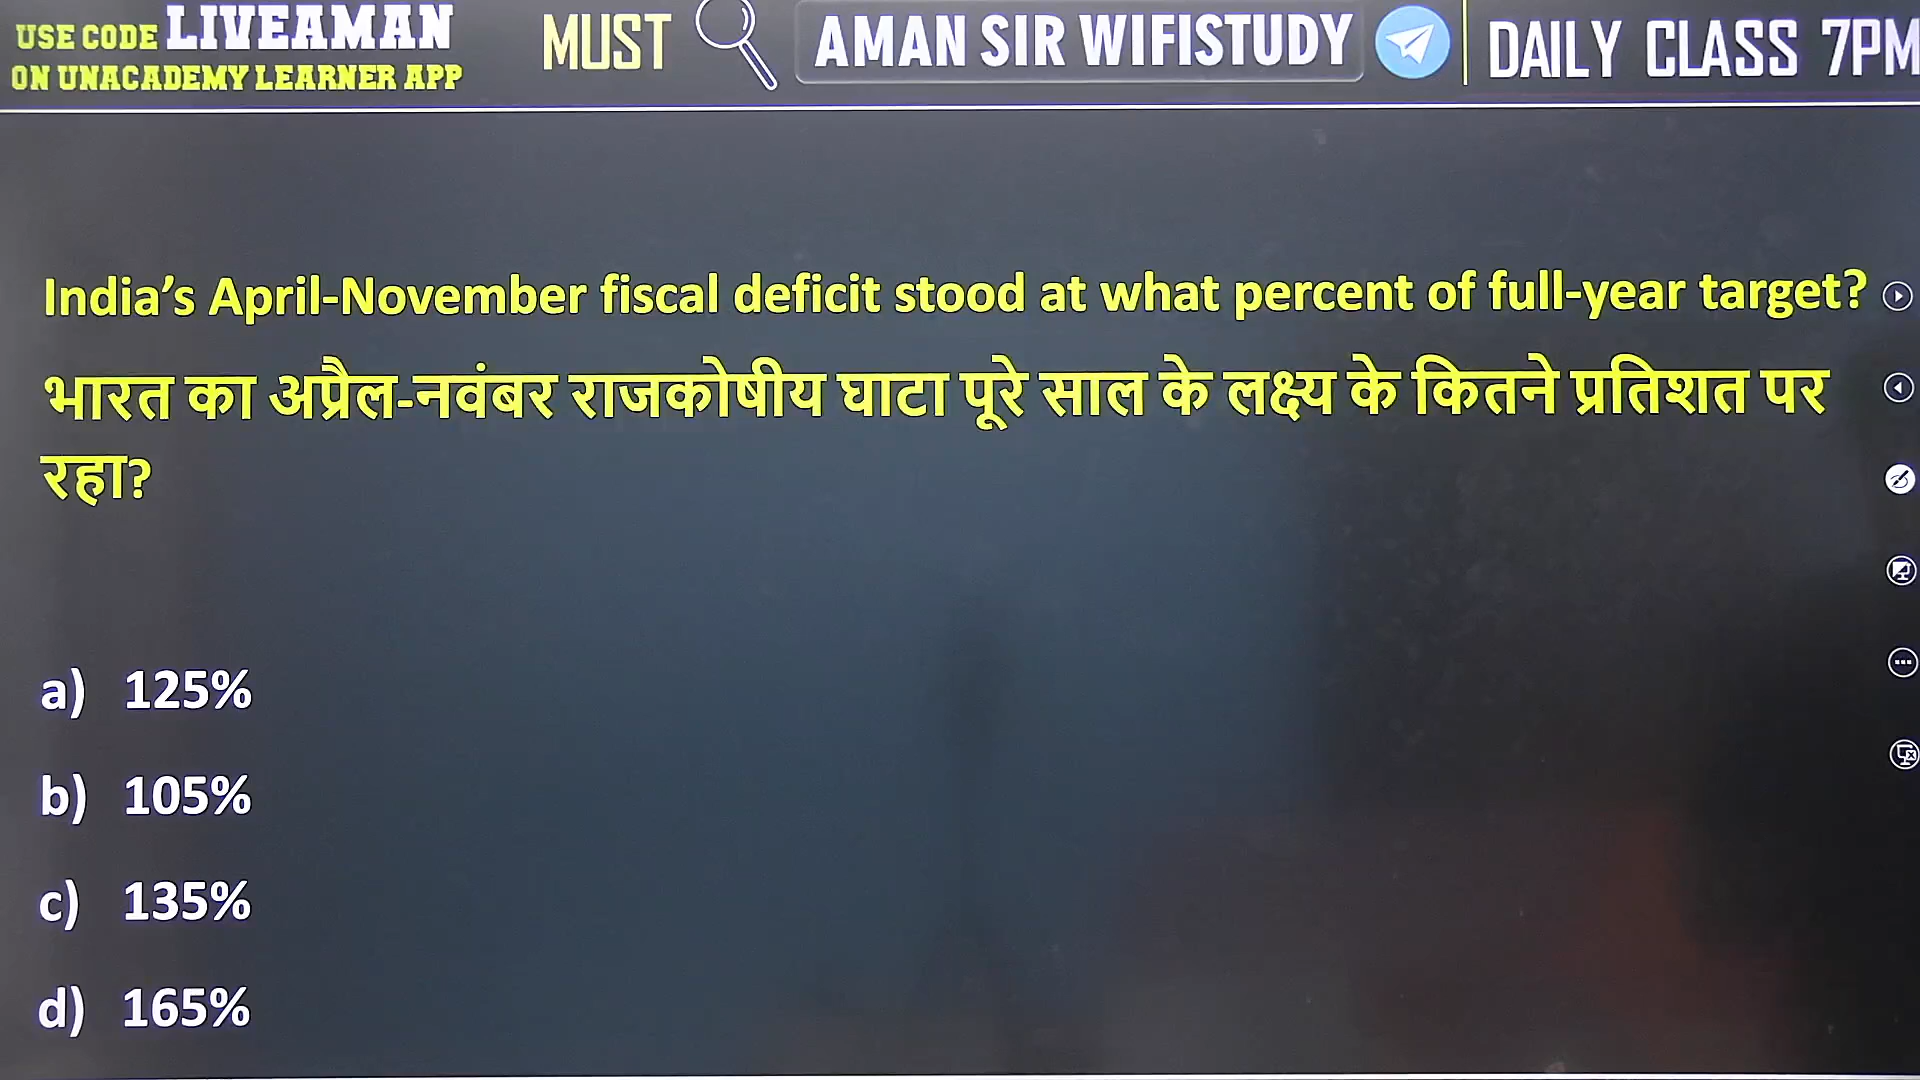 USE CODE LIVEAMAN
ON UNACADEMY LEARNER APP
MUST
AMAN SIR WIFISTUDY
DAILY CLASS 7PM
India’s April-November fiscal deficit stood at what percent of full-year target?
भारत का अप्रैल-नवंबर राजकोषीय घाटा पूरे साल के लक्ष्य के कितने प्रतिशत पर
रहा?
a) 125%
b) 105%
c) 135%
d) 165%